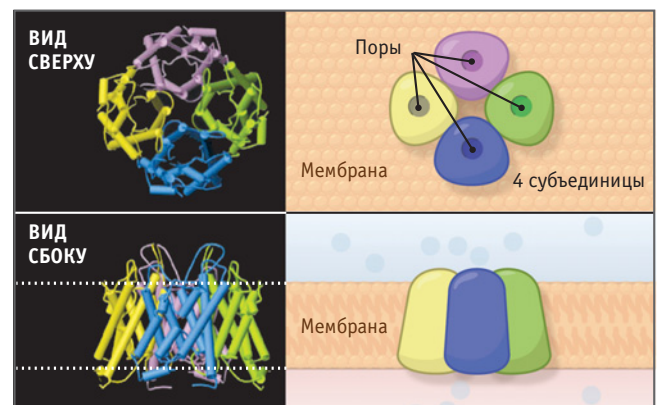 ВИД
СВЕРХУ
Поры
Мембрана
4 субъединицы
ВИД
СБОКУ
Мембрана